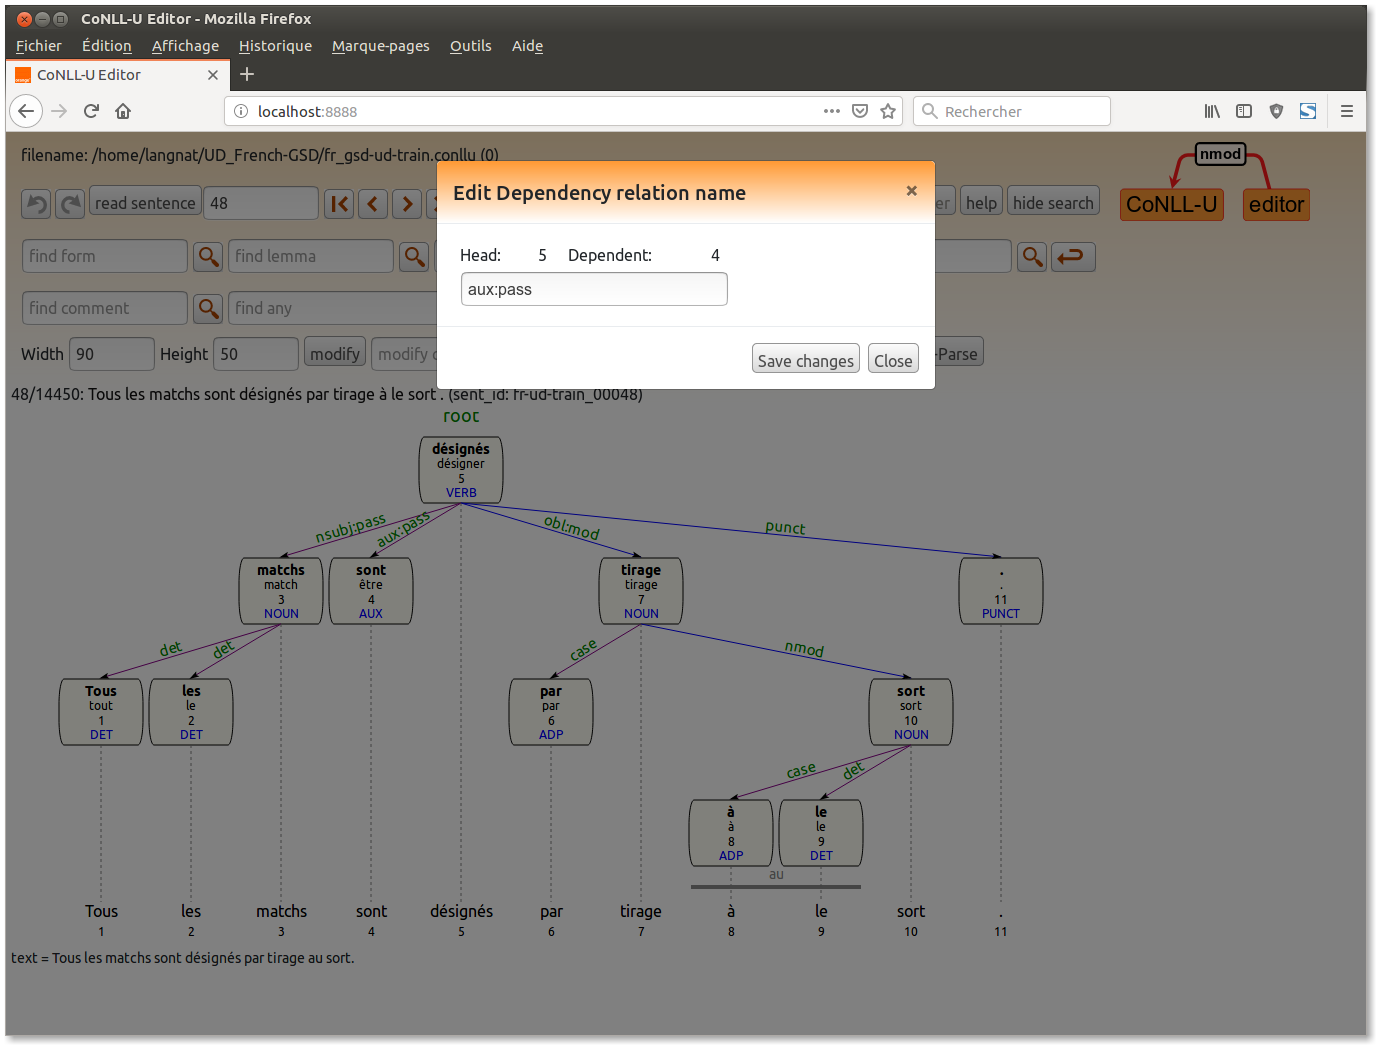 CoNLL-U Editor - Mozilla Firefox
Fichier Édition Affichage Historique Marque-pages Outils Aide
CoNLL-U Editor
localhost:8888 Rechercher
filename: /home/langnat/UD_French-GSD/fr_gsd-ud-train.conllu (0)
nmod
CoNLL-U editor
read sentence 48 er help hide search
Edit Dependency relation name
find form find lemma
Head: 5 Dependent: 4
aux:pass
find comment find any
Width 90 Height 50 modify modify -Parse
Save changes Close
48/14450: Tous les matchs sont désignés par tirage à le sort . (sent_id: fr-ud-train_00048)
root
désignés
désigner
5
VERB
nsubj:pass aux:pass obl:mod punct
matchs sont tirage .
match être tirage .
3 4 7 11
NOUN AUX NOUN PUNCT
det det case nmod
Tous les par sort
tout le par sort
1 2 6 10
DET DET ADP NOUN
case det
à le
à le
8 9
ADP DET
au
Tous les matchs sont désignés par tirage à le sort .
1 2 3 4 5 6 7 8 9 10 11
text = Tous les matchs sont désignés par tirage au sort.